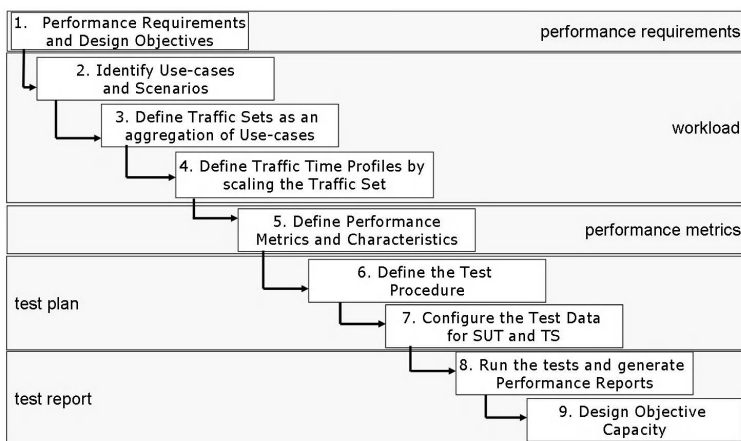 1. Performance Requirements
and Design Objectives
performance requirements
2. Identify Use-cases
and Scenarios
3. Define Traffic Sets as an
aggregation of Use-cases
workload
4. Define Traffic Time Profiles by
scaling the Traffic Set
5. Define Performance
Metrics and Characteristics
performance metrics
6. Define the Test
Procedure
test plan
7. Configure the Test Data
for SUT and TS
8. Run the tests and generate
Performance Reports
test report
9. Design Objective
Capacity